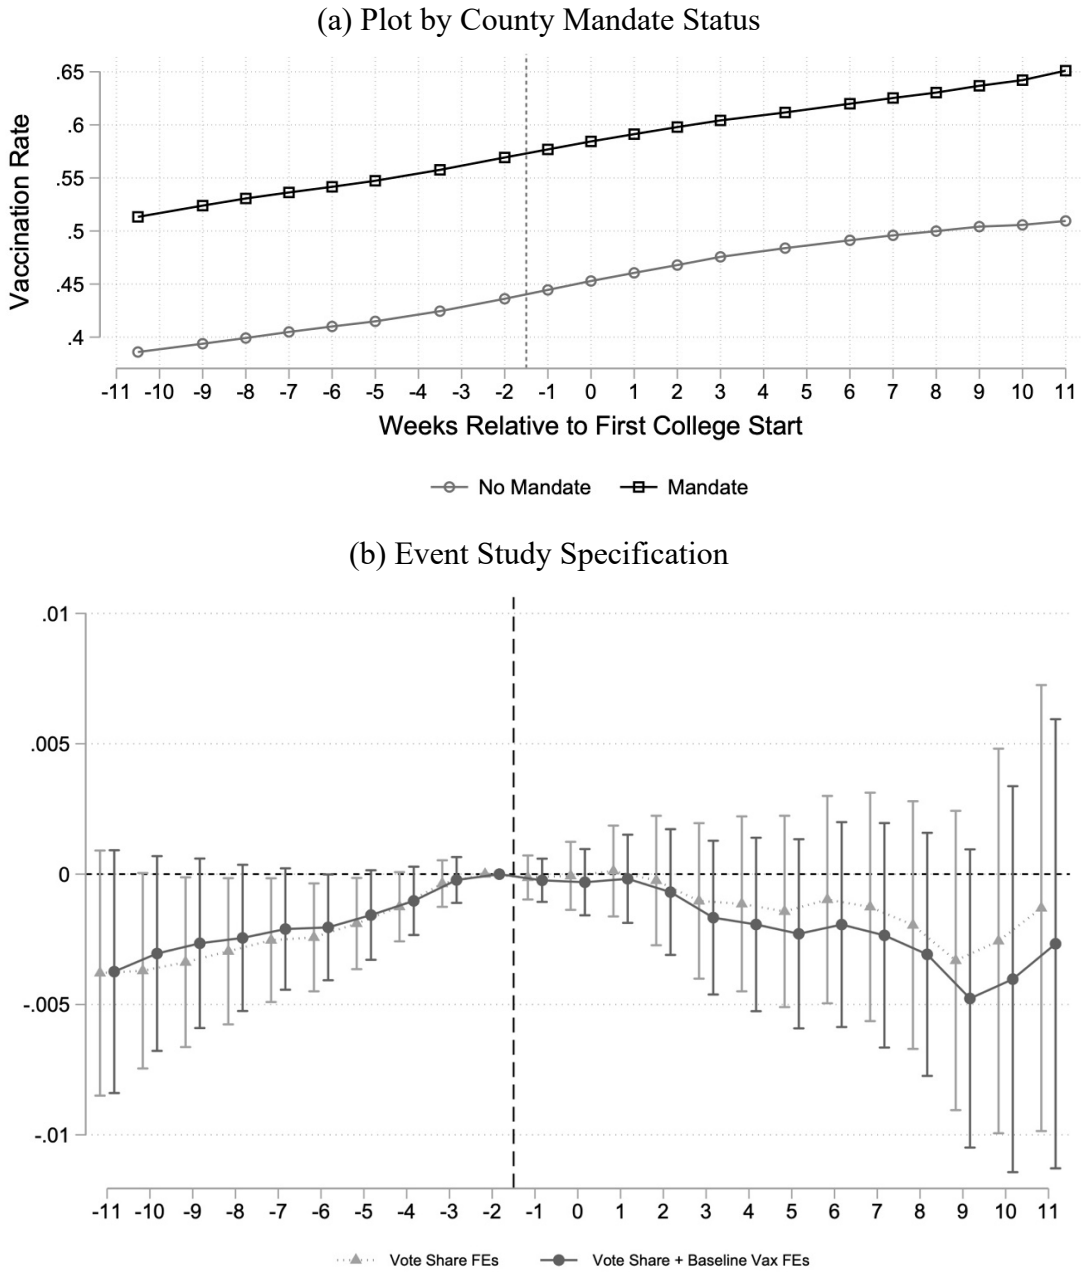 (a) Plot by County Mandate Status
.65
.6
.55
.5
.45
.4
Vaccination Rate
-11 -10 -9 -8 -7 -6 -5 -4 -3 -2 -1 0 1 2 3 4 5 6 7 8 9 10 11
Weeks Relative to First College Start
No Mandate Mandate
(b) Event Study Specification
.01
.005
0
-.005
-.01
-11 -10 -9 -8 -7 -6 -5 -4 -3 -2 -1 0 1 2 3 4 5 6 7 8 9 10 11
Vote Share FEs Vote Share + Baseline Vax FEs